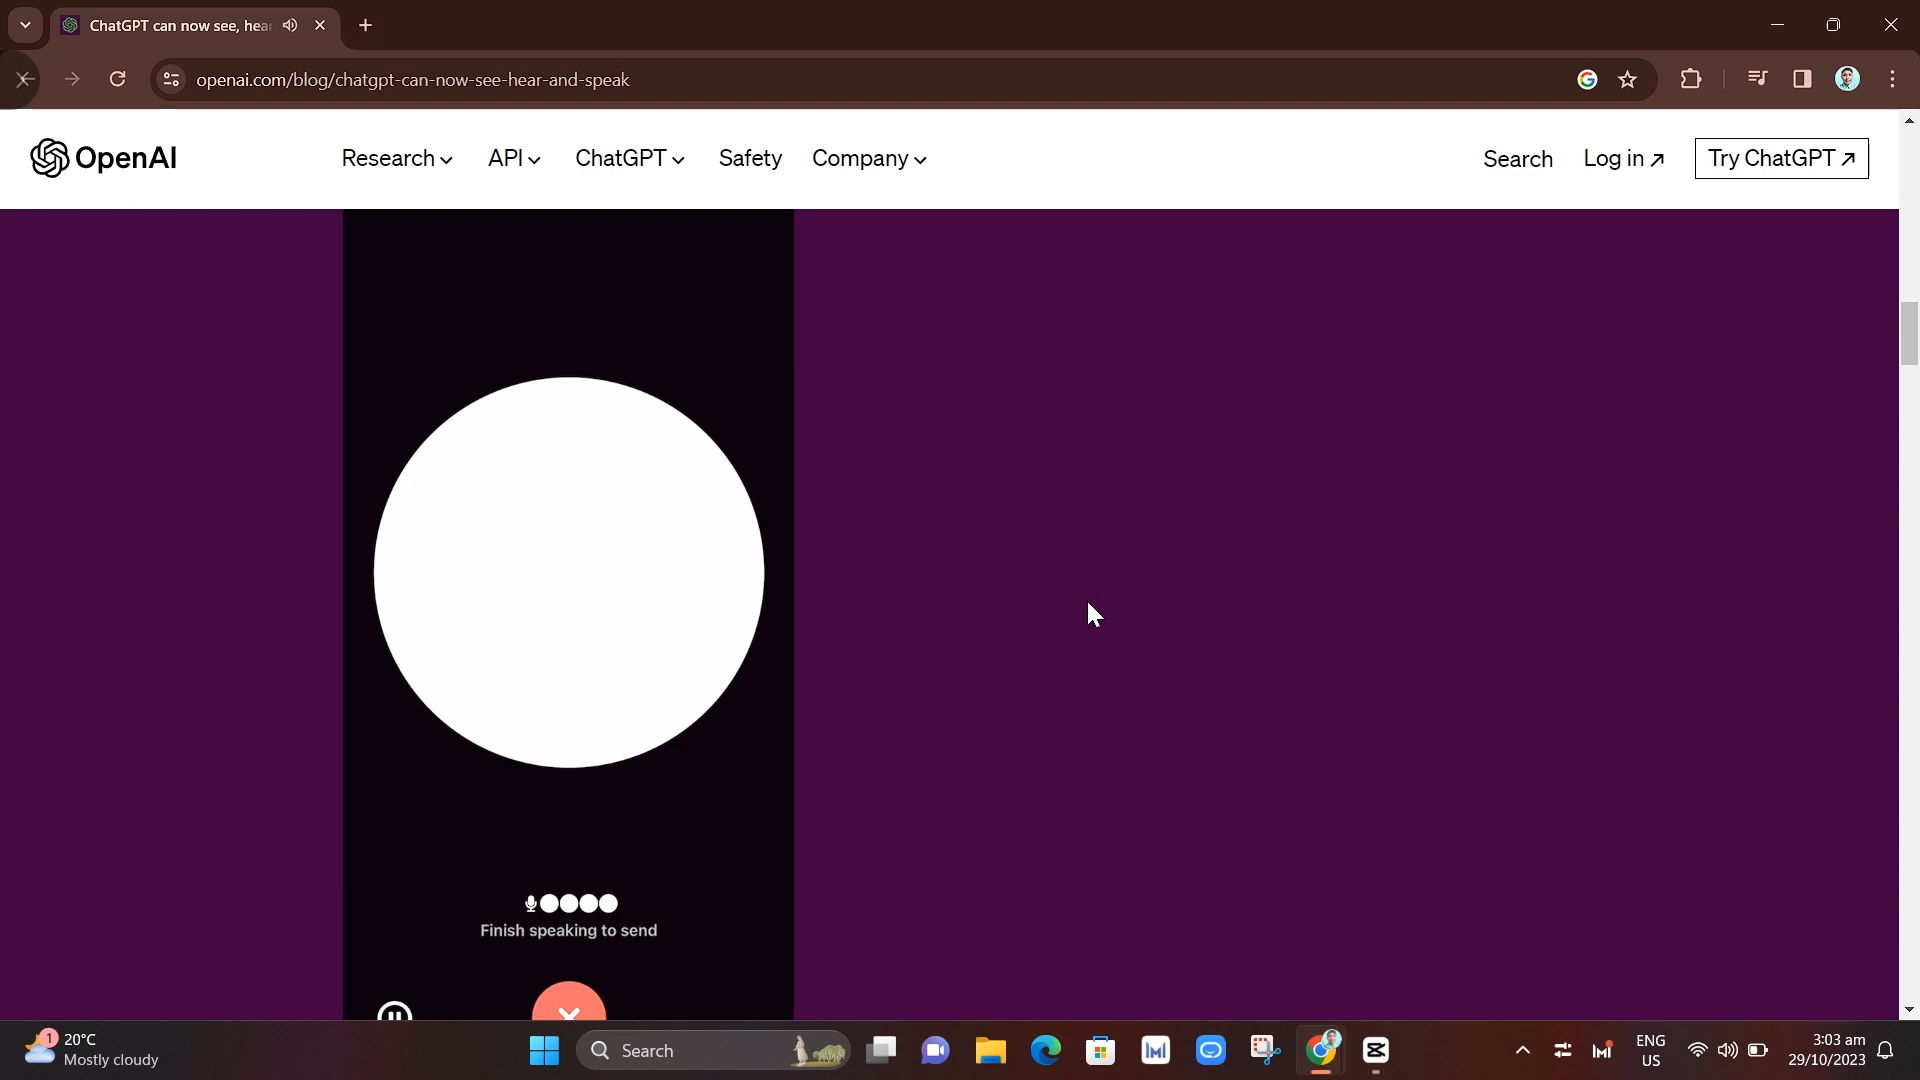 ChatGPT can now see, hea
openai.com/blog/chatgpt-can-now-see-hear-and-speak
OpenAI
Research
API
ChatGPT
Safety
Company
Search
Log in ↗
Try ChatGPT ↗
Finish speaking to send
1
20°C
Mostly cloudy
Search
ENG
US
3:03 am
29/10/2023